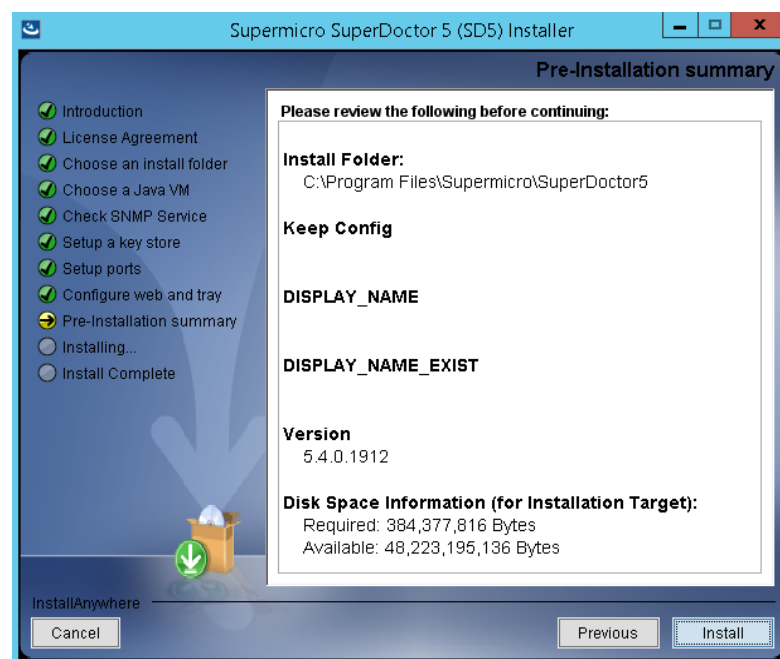 Supermicro SuperDoctor 5 (SD5) Installer
Pre-Installation summary
Introduction
License Agreement
Choose an install folder
Choose a Java VM
Check SNMP Service
Setup a key store
Setup ports
Configure web and tray
Pre-Installation summary
Installing...
Install Complete
Please review the following before continuing:
Install Folder:
C:\Program Files\Supermicro\SuperDoctor5
Keep Config
DISPLAY_NAME
DISPLAY_NAME_EXIST
Version
5.4.0.1912
Disk Space Information (for Installation Target):
Required: 384,377,816 Bytes
Available: 48,223,195,136 Bytes
InstallAnywhere
Cancel
Previous
Install